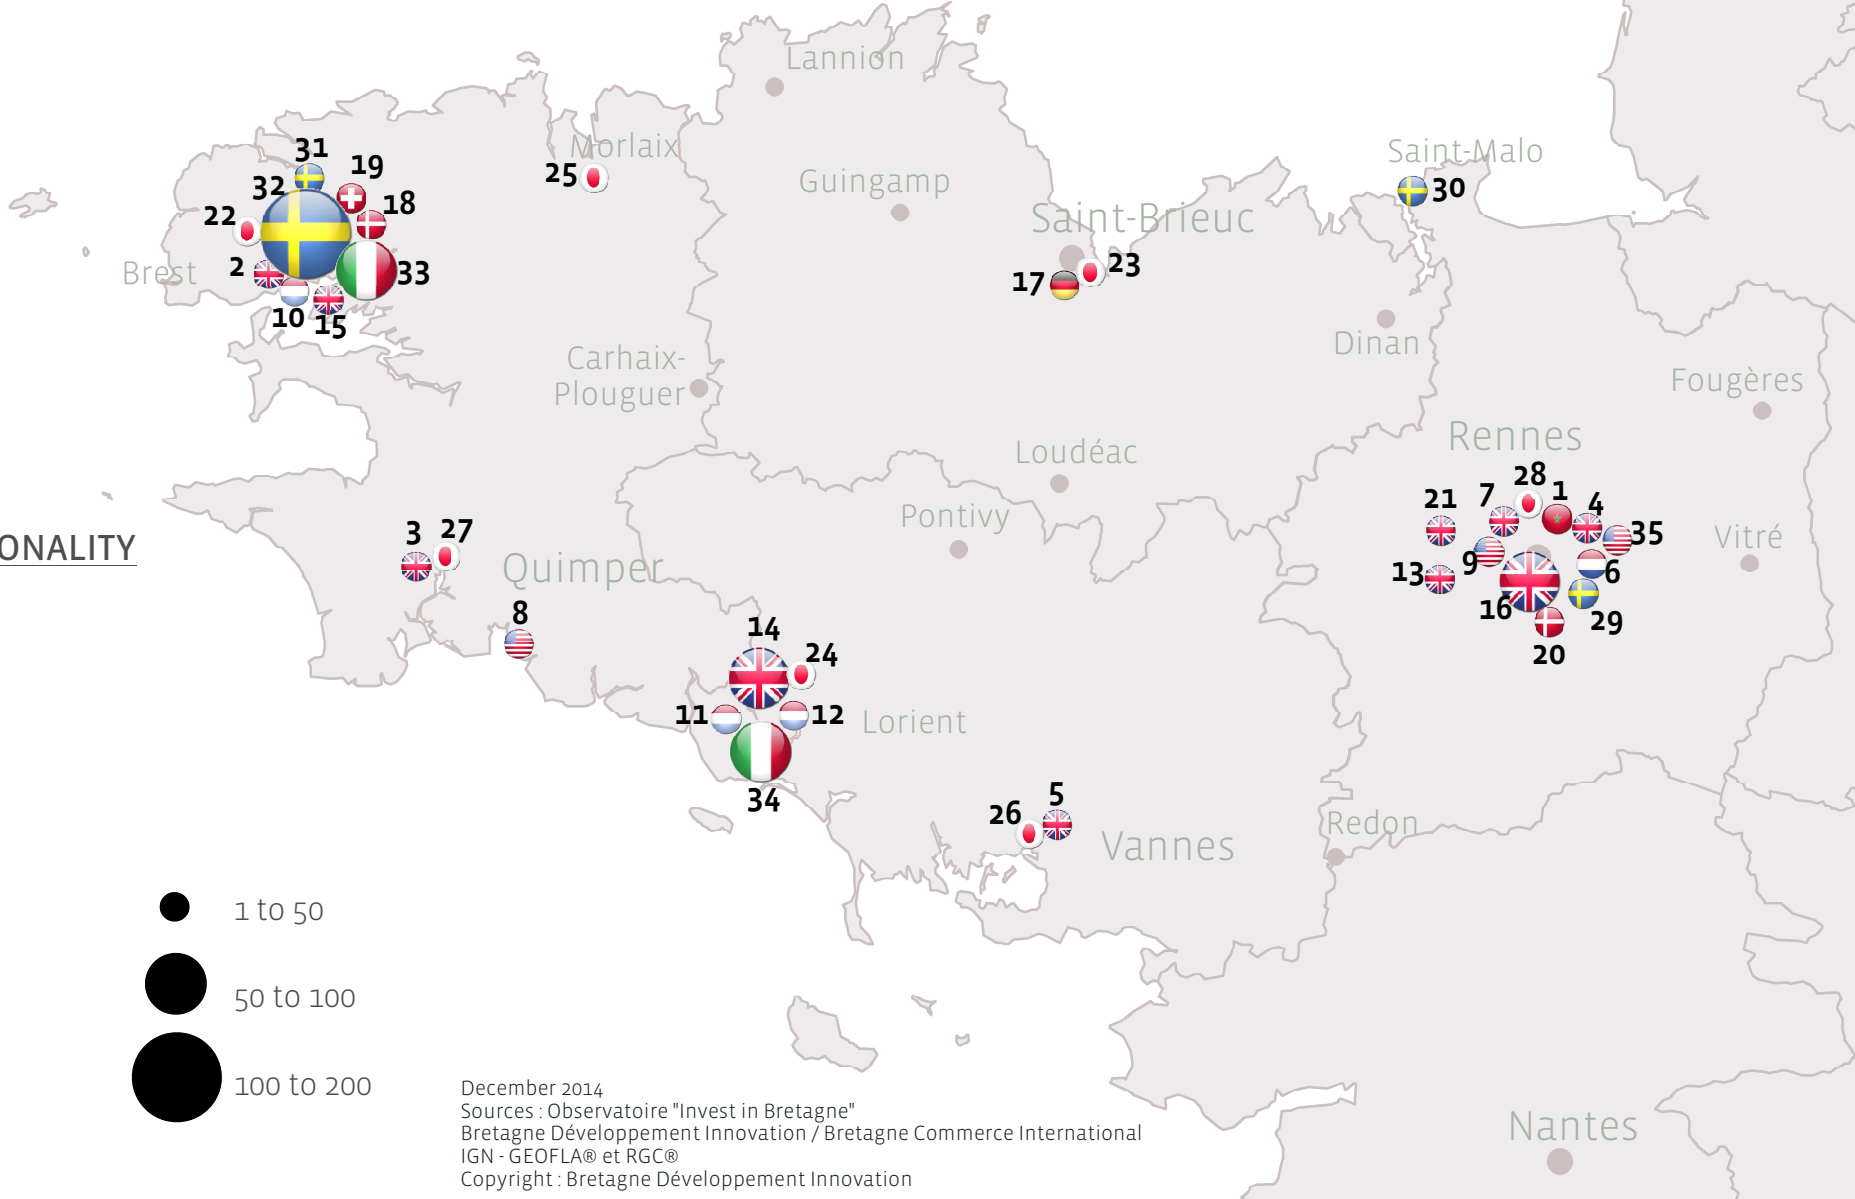 Lannion
Morlaix
25
Guingamp
Saint-Malo
30
31
19
32
18
22
2
33
Brest
10
15
Saint-Brieuc
17
23
Dinan
Carhaix-
Plouguer
Fougères
Rennes
Loudéac
28
21
7
1
4
35
9
13
6
16
29
20
Vitré
Pontivy
ONALITY
3
27
Quimper
8
14
24
11
12
Lorient
34
26
5
Vannes
Redon
1 to 50
50 to 100
100 to 200
December 2014
Sources : Observatoire "Invest in Bretagne"
Bretagne Développement Innovation / Bretagne Commerce International
IGN - GEOFLA® et RGC®
Copyright : Bretagne Développement Innovation
Nantes